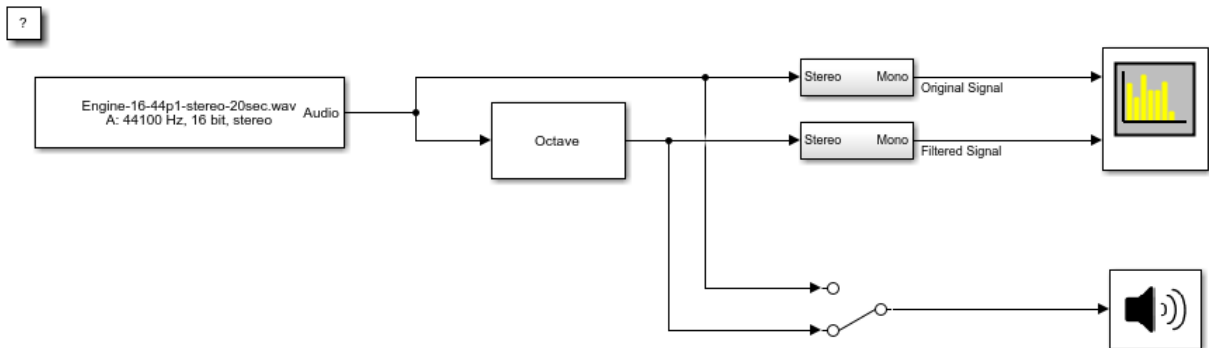 ?
Engine-16-44p1-stereo-20sec.wav
A: 44100 Hz, 16 bit, stereo
Audio
Octave
Stereo Mono
Original Signal
Stereo Mono
Filtered Signal